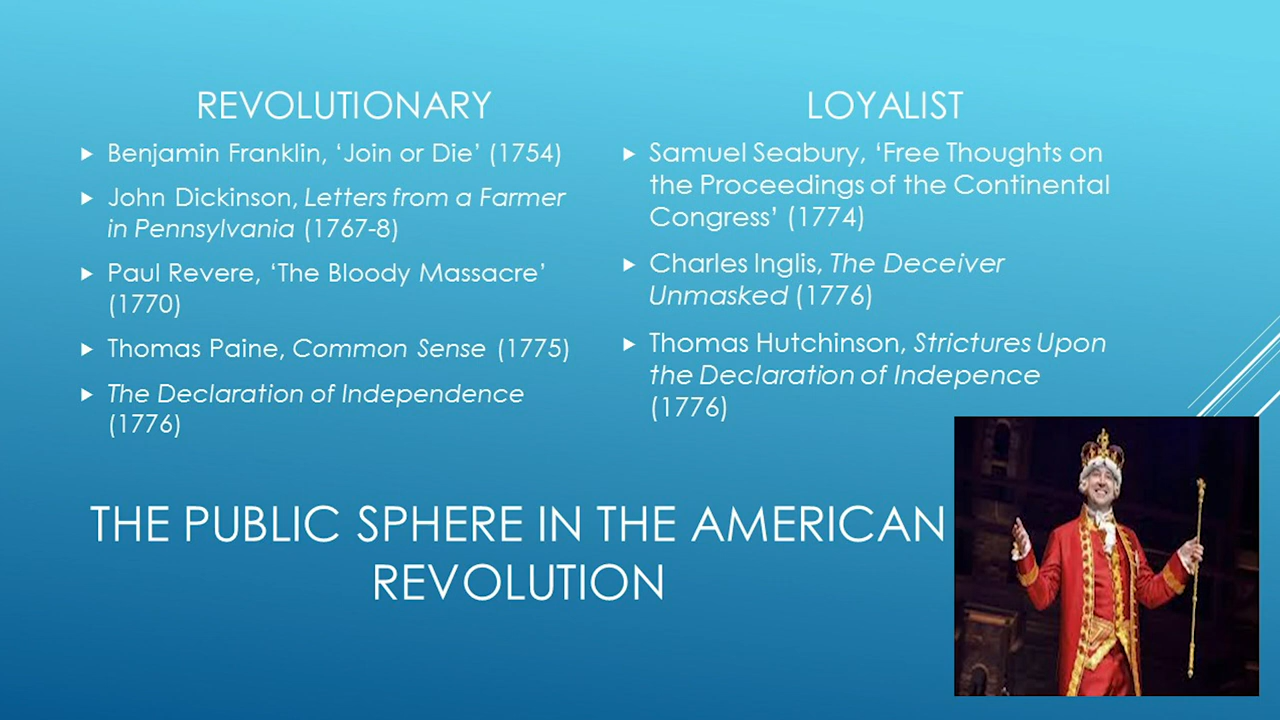 REVOLUTIONARY
Benjamin Franklin, ‘Join or Die’ (1754)
John Dickinson, Letters from a Farmer
in Pennsylvania (1767-8)
Paul Revere, ‘The Bloody Massacre’
(1770)
Thomas Paine, Common Sense (1775)
The Declaration of Independence
(1776)
LOYALIST
Samuel Seabury, ‘Free Thoughts on
the Proceedings of the Continental
Congress’ (1774)
Charles Inglis, The Deceiver
Unmasked (1776)
Thomas Hutchinson, Strictures Upon
the Declaration of Indepence
(1776)
THE PUBLIC SPHERE IN THE AMERICAN
REVOLUTION